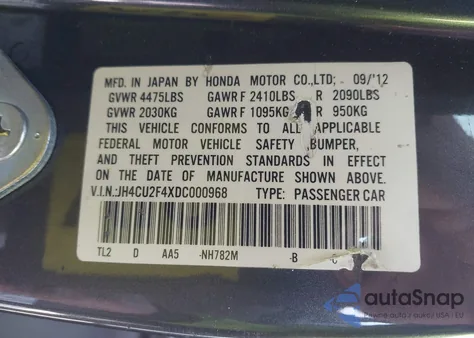 MFD. IN JAPAN BY HONDA MOTOR CO.,LTD; 09/'12
GVWR 4475LBS GAWR F 2410LBS R 2090LBS
GVWR 2030KG GAWR F 1095KG R 950KG
THIS VEHICLE CONFORMS TO ALL APPLICABLE
FEDERAL MOTOR VEHICLE SAFETY, BUMPER,
AND THEFT PREVENTION STANDARDS IN EFFECT
ON THE DATE OF MANUFACTURE SHOWN ABOVE.
V.I.N.:JH4CU2F4XDC000968 TYPE: PASSENGER CAR
TL2 D AA5 -NH782M -B
autoSnap